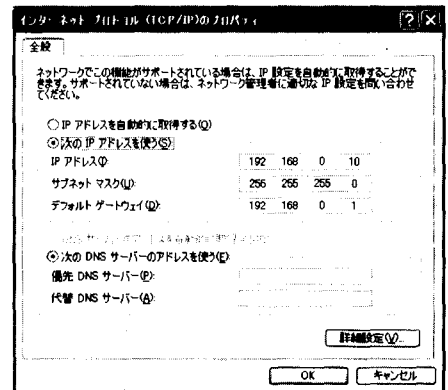 インターネット プロトコル (TCP/IP)のプロパティ
全般
ネットワークでこの機能がサポートされている場合は、IP 設定を自動的に取得することがで
きます。サポートされていない場合は、ネットワーク管理者に適切な IP 設定を問い合わせ
てください。
IP アドレスを自動的に取得する(O)
次の IP アドレスを使う(S)
IP アドレス(I):
192 168 0 10
サブネット マスク(U):
255 255 255 0
デフォルト ゲートウェイ(D):
192 168 0 1
次の DNS サーバーのアドレスを使う(E):
優先 DNS サーバー(P):
代替 DNS サーバー(A):
詳細設定(V)...
OK
キャンセル